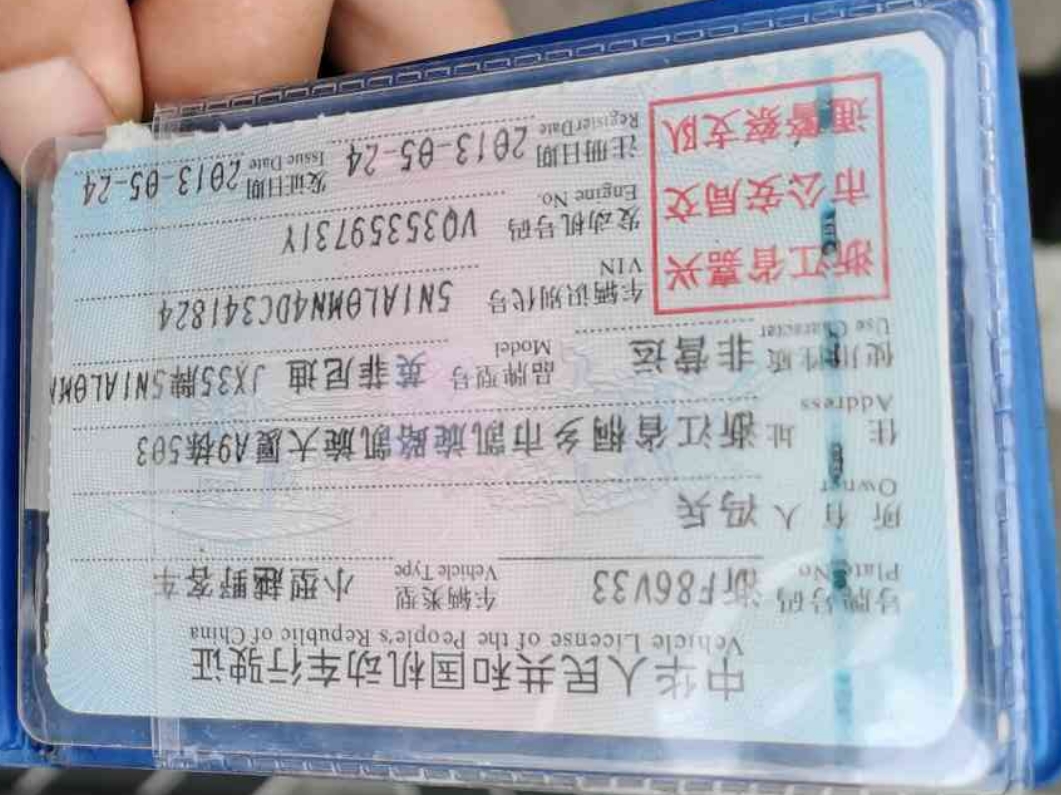 中华人民共和国机动车行驶证
Vehicle License of the People's Republic of China
号牌号码 浙F86V33 车辆类型 小型越野客车
Plate No. Vehicle Type
所有人 冯兵
Owner
住址 浙江省桐乡市凯旋路凯旋大厦A9栋503
Address
使用性质 非营运 品牌型号 英菲尼迪 JX35牌5N1AL0M
Use Character Model
浙江省嘉兴
市公安局交
通警察支队
车辆识别代号 5N1AL0MN4DC341824
VIN
发动机号码 VQ35359731Y
Engine No.
注册日期 2013-05-24 发证日期 2013-05-24
Register Date Issue Date